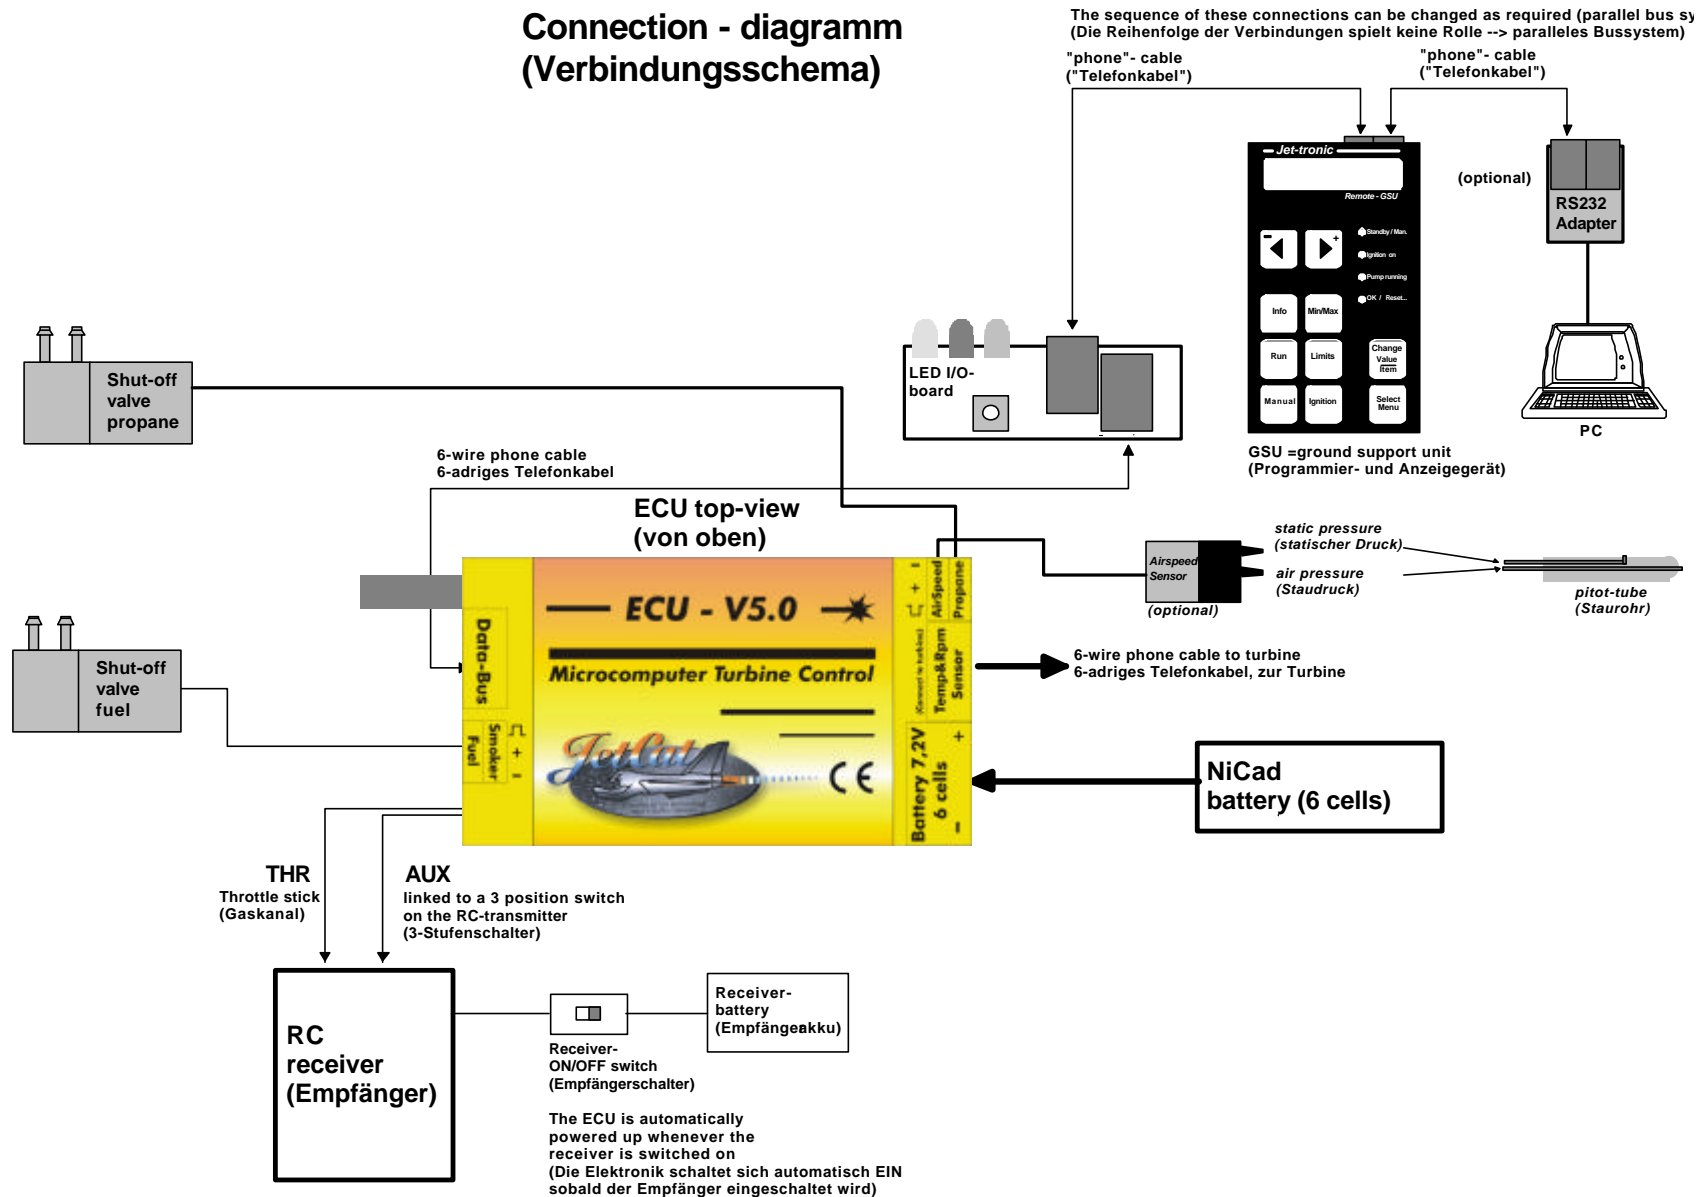 Connection - diagramm
(Verbindungsschema)
The sequence of these connections can be changed as required (parallel bus sy
(Die Reihenfolge der Verbindungen spielt keine Rolle --> paralleles Bussystem)
"phone"- cable
("Telefonkabel")
"phone"- cable
("Telefonkabel")
Jet-tronic
Remote - GSU
Standby / Man.
Ignition on
Pump running
OK / Reset...
- +
Info
Min/Max
Run
Limits
Change
Value
Item
Manual
Ignition
Select
Menu
GSU =ground support unit
(Programmier- und Anzeigegerät)
(optional)
RS232
Adapter
PC
LED I/O-
board
Shut-off
valve
propane
6-wire phone cable
6-adriges Telefonkabel
ECU top-view
(von oben)
Airspeed
Sensor
(optional)
static pressure
(statischer Druck)
air pressure
(Staudruck)
pitot-tube
(Staurohr)
Shut-off
valve
fuel
Data-Bus
Smoker
Fuel
+
-
ECU - V5.0
Microcomputer Turbine Control
JetCat
CE
- +
AirSpeed
Propane
(Connect to turbine)
Temp&Rpm
Sensor
Battery 7,2V
6 cells
+
-
6-wire phone cable to turbine
6-adriges Telefonkabel, zur Turbine
NiCad
battery (6 cells)
THR
Throttle stick
(Gaskanal)
AUX
linked to a 3 position switch
on the RC-transmitter
(3-Stufenschalter)
RC
receiver
(Empfänger)
Receiver-
ON/OFF switch
(Empfängerschalter)
Receiver-
battery
(Empfängerakku)
The ECU is automatically
powered up whenever the
receiver is switched on
(Die Elektronik schaltet sich automatisch EIN
sobald der Empfänger eingeschaltet wird)